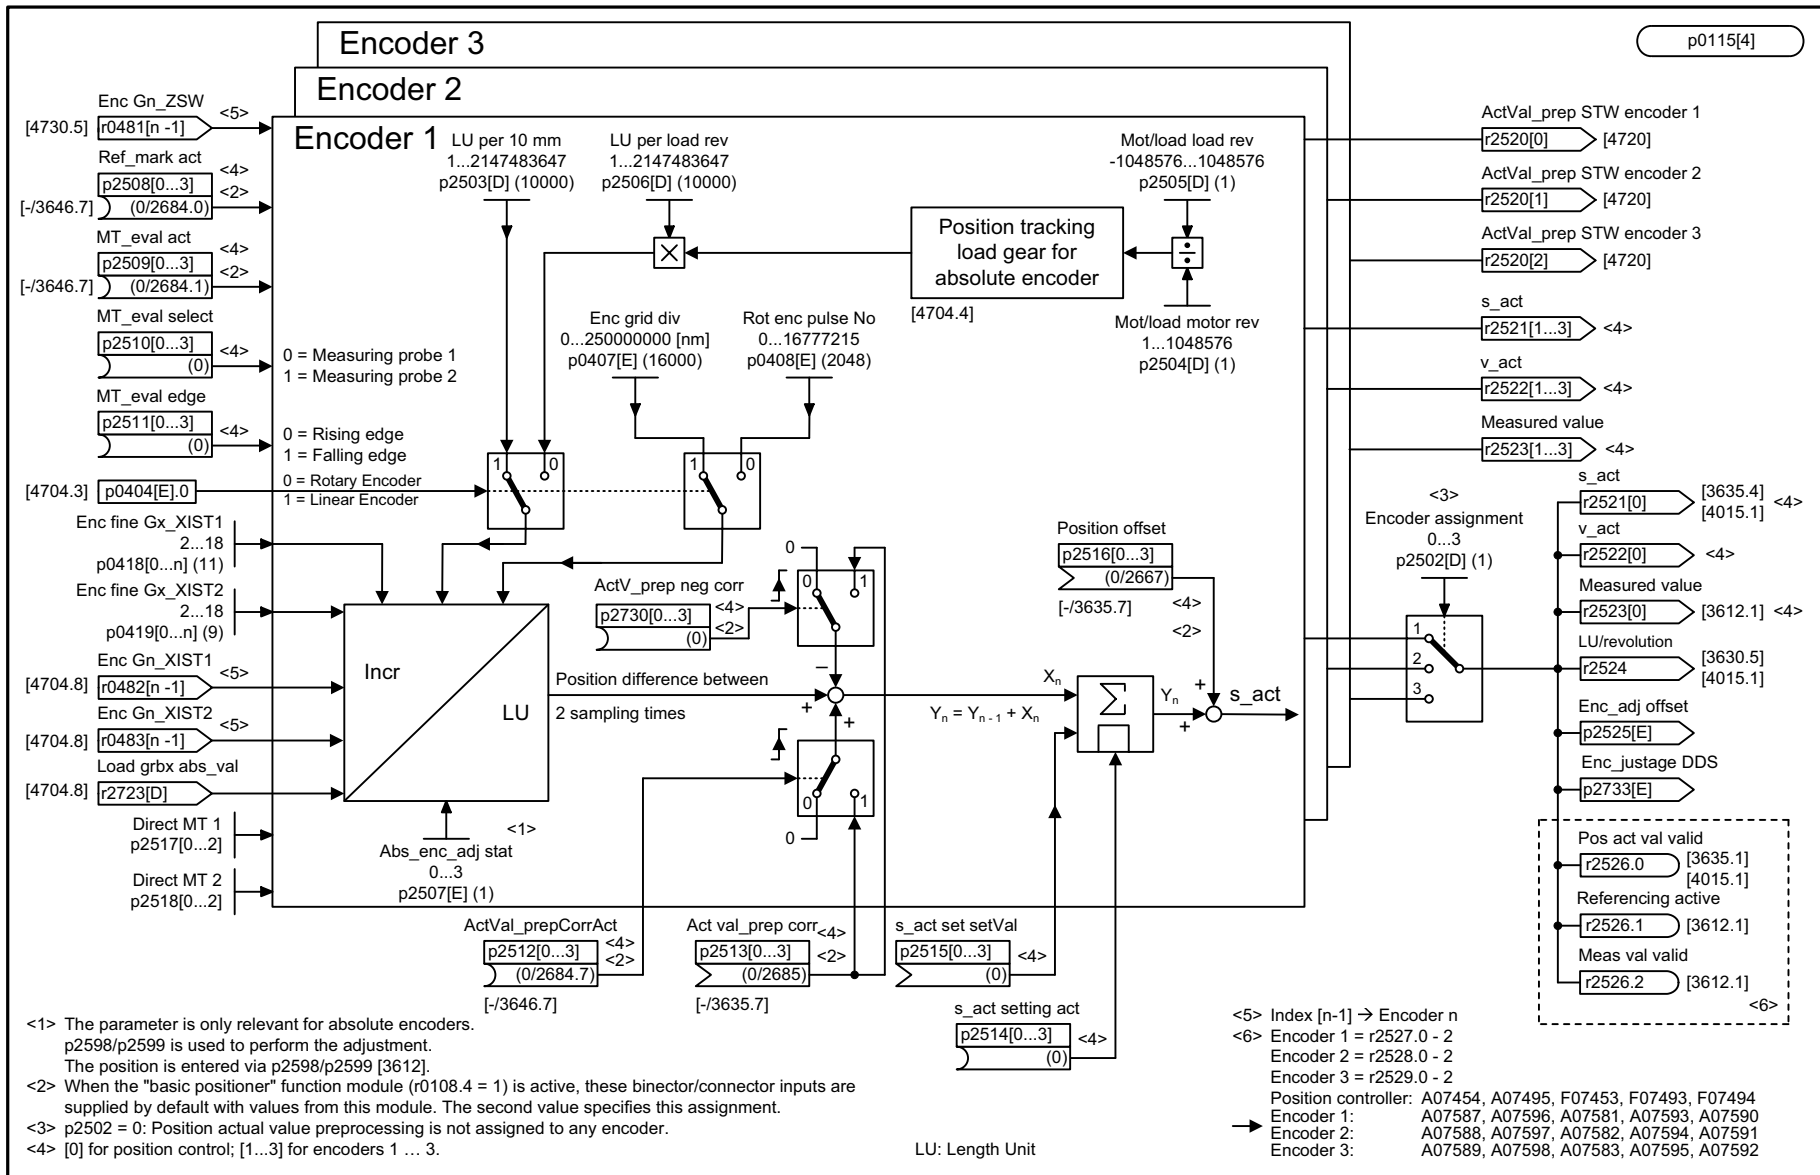 Encoder 3
p0115[4]
Encoder 2
Encoder 1
Enc Gn_ZSW
<5>
[4730.5]
r0481[n -1]
Ref_mark act
<4>
p2508[0...3]
<2>
[-/3646.7]
(0/2684.0)
MT_eval act
<4>
p2509[0...3]
<2>
[-/3646.7]
(0/2684.1)
MT_eval select
p2510[0...3]
<4>
(0)
0 = Measuring probe 1
1 = Measuring probe 2
MT_eval edge
p2511[0...3]
<4>
(0)
0 = Rising edge
1 = Falling edge
[4704.3]
p0404[E].0
0 = Rotary Encoder
1 = Linear Encoder
Enc fine Gx_XIST1
2...18
p0418[0...n] (11)
Enc fine Gx_XIST2
2...18
p0419[0...n] (9)
Enc Gn_XIST1
<5>
[4704.8]
r0482[n -1]
Enc Gn_XIST2
<5>
[4704.8]
r0483[n -1]
Load grbx abs_val
[4704.8]
r2723[D]
Direct MT 1
p2517[0...2]
Direct MT 2
p2518[0...2]
LU per 10 mm
1...2147483647
p2503[D] (10000)
LU per load rev
1...2147483647
p2506[D] (10000)
Mot/load load rev
-1048576...1048576
p2505[D] (1)
×
÷
Position tracking
load gear for
absolute encoder
[4704.4]
Mot/load motor rev
1...1048576
p2504[D] (1)
Enc grid div
0...250000000 [nm]
p0407[E] (16000)
Rot enc pulse No
0...16777215
p0408[E] (2048)
1
0
1
0
Incr
LU
<1>
Abs_enc_adj stat
0...3
p2507[E] (1)
Position difference between
2 sampling times
ActV_prep neg corr
p2730[0...3]
<4>
(0)
<2>
0
0
1
–
+
+
0
1
0
Position offset
p2516[0...3]
(0/2667)
[-/3635.7]
<4>
<2>
Xn
Yn = Yn - 1 + Xn
Σ
Yn
+
+
s_act
ActVal_prepCorrAct
<4>
p2512[0...3]
<2>
(0/2684.7)
[-/3646.7]
Act val_prep corr
<4>
p2513[0...3]
<2>
(0/2685)
[-/3635.7]
s_act set setVal
p2515[0...3]
<4>
(0)
s_act setting act
p2514[0...3]
<4>
(0)
ActVal_prep STW encoder 1
r2520[0]
[4720]
ActVal_prep STW encoder 2
r2520[1]
[4720]
ActVal_prep STW encoder 3
r2520[2]
[4720]
s_act
r2521[1...3]
<4>
v_act
r2522[1...3]
<4>
Measured value
r2523[1...3]
<4>
<3>
Encoder assignment
0...3
p2502[D] (1)
1
2
3
s_act
r2521[0]
[3635.4]
[4015.1]
<4>
v_act
r2522[0]
<4>
Measured value
r2523[0]
[3612.1]
<4>
LU/revolution
r2524
[3630.5]
[4015.1]
Enc_adj offset
p2525[E]
Enc_justage DDS
p2733[E]
Pos act val valid
r2526.0
[3635.1]
[4015.1]
Referencing active
r2526.1
[3612.1]
Meas val valid
r2526.2
[3612.1]
<6>
<1> The parameter is only relevant for absolute encoders.
p2598/p2599 is used to perform the adjustment.
The position is entered via p2598/p2599 [3612].
<2> When the "basic positioner" function module (r0108.4 = 1) is active, these binector/connector inputs are
supplied by default with values from this module. The second value specifies this assignment.
<3> p2502 = 0: Position actual value preprocessing is not assigned to any encoder.
<4> [0] for position control; [1...3] for encoders 1 … 3.
LU: Length Unit
<5> Index [n-1] → Encoder n
<6> Encoder 1 = r2527.0 - 2
Encoder 2 = r2528.0 - 2
Encoder 3 = r2529.0 - 2
Position controller: A07454, A07495, F07453, F07493, F07494
Encoder 1: A07587, A07596, A07581, A07593, A07590
Encoder 2: A07588, A07597, A07582, A07594, A07591
Encoder 3: A07589, A07598, A07583, A07595, A07592